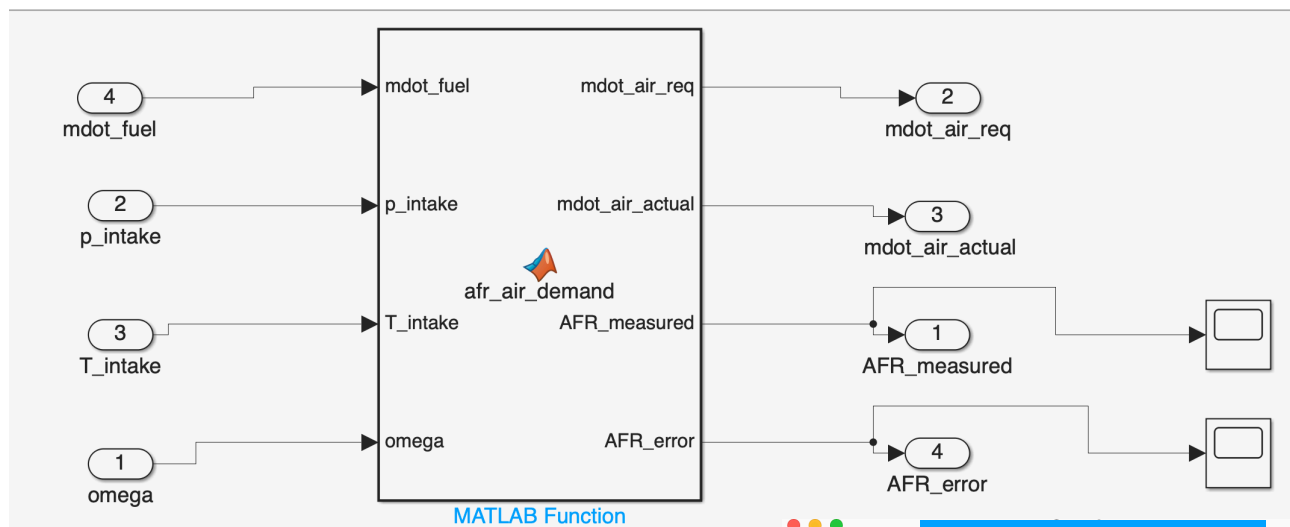 4
mdot_fuel
mdot_fuel
mdot_air_req
2
mdot_air_req
2
p_intake
p_intake
mdot_air_actual
3
mdot_air_actual
afr_air_demand
3
T_intake
T_intake
AFR_measured
1
AFR_measured
1
omega
omega
AFR_error
4
AFR_error
MATLAB Function